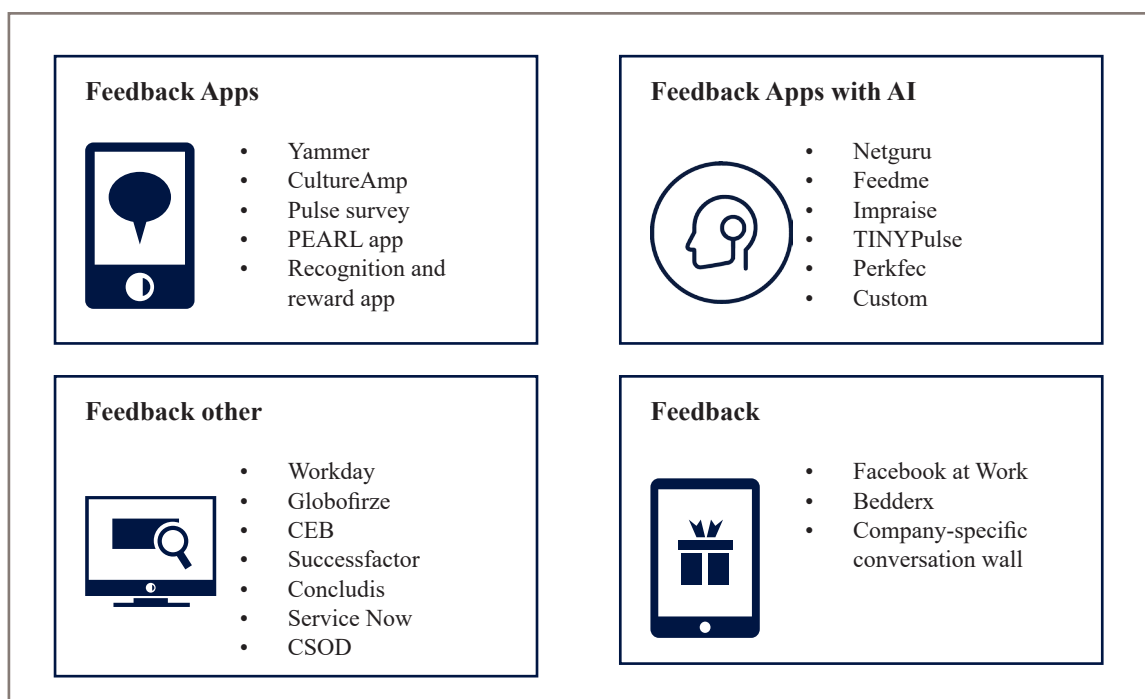 Feedback Apps
• Yammer
• CultureAmp
• Pulse survey
• PEARL app
• Recognition and
reward app
Feedback Apps with AI
• Netguru
• Feedme
• Impraise
• TINYPulse
• Perkfec
• Custom
Feedback other
• Workday
• Globofirze
• CEB
• Successfactor
• Concludis
• Service Now
• CSOD
Feedback
• Facebook at Work
• Bedderx
• Company-specific
conversation wall